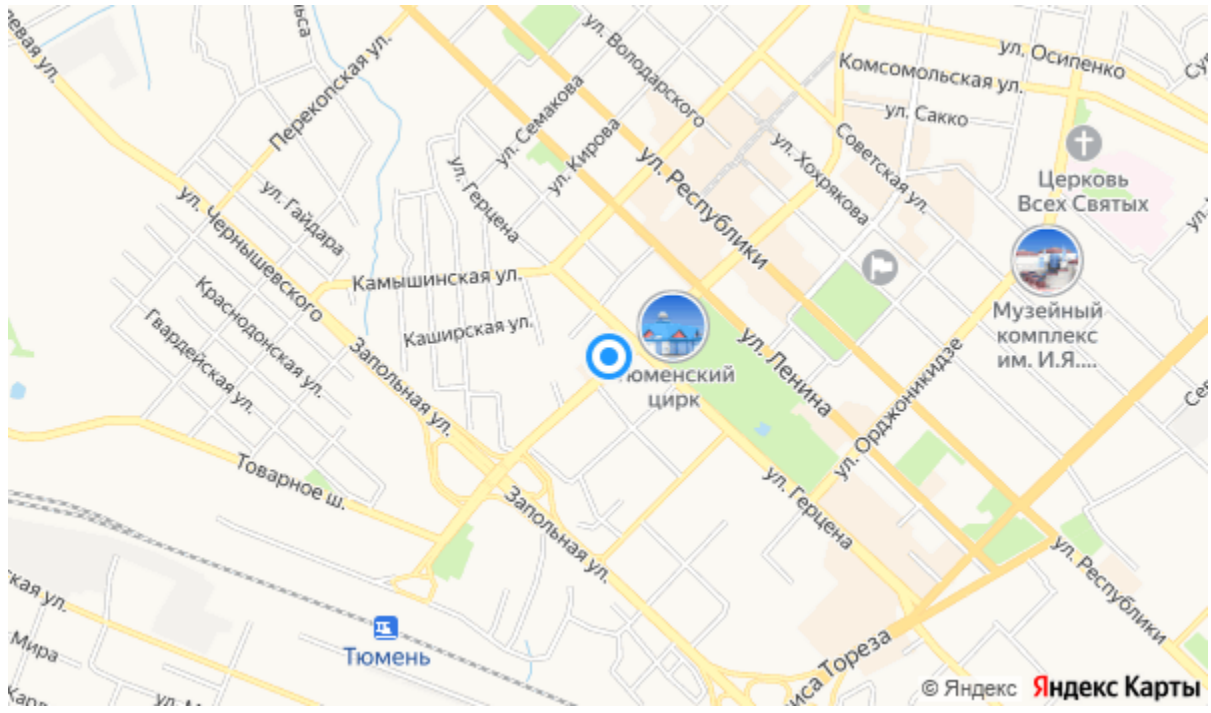 Перекопская ул.
ул. Володарского
ул. Осипенко
Комсомольская ул.
ул. Сакко
ул. Семакова
ул. Кирова
ул. Республики
ул. Хохрякова
Советская ул.
Церковь
Всех Святых
ул. Герцена
ул. Гайдара
ул. Чернышевского
Камышинская ул.
Краснодонская ул.
Каширская ул.
Гвардейская ул.
Запольная ул.
Тюменский
цирк
ул. Ленина
Музейный
комплекс
им. И.Я....
ул. Орджоникидзе
Товарное ш.
Запольная ул.
ул. Герцена
ул. Республики
Тюмень
Мира
© Яндекс Яндекс Карты